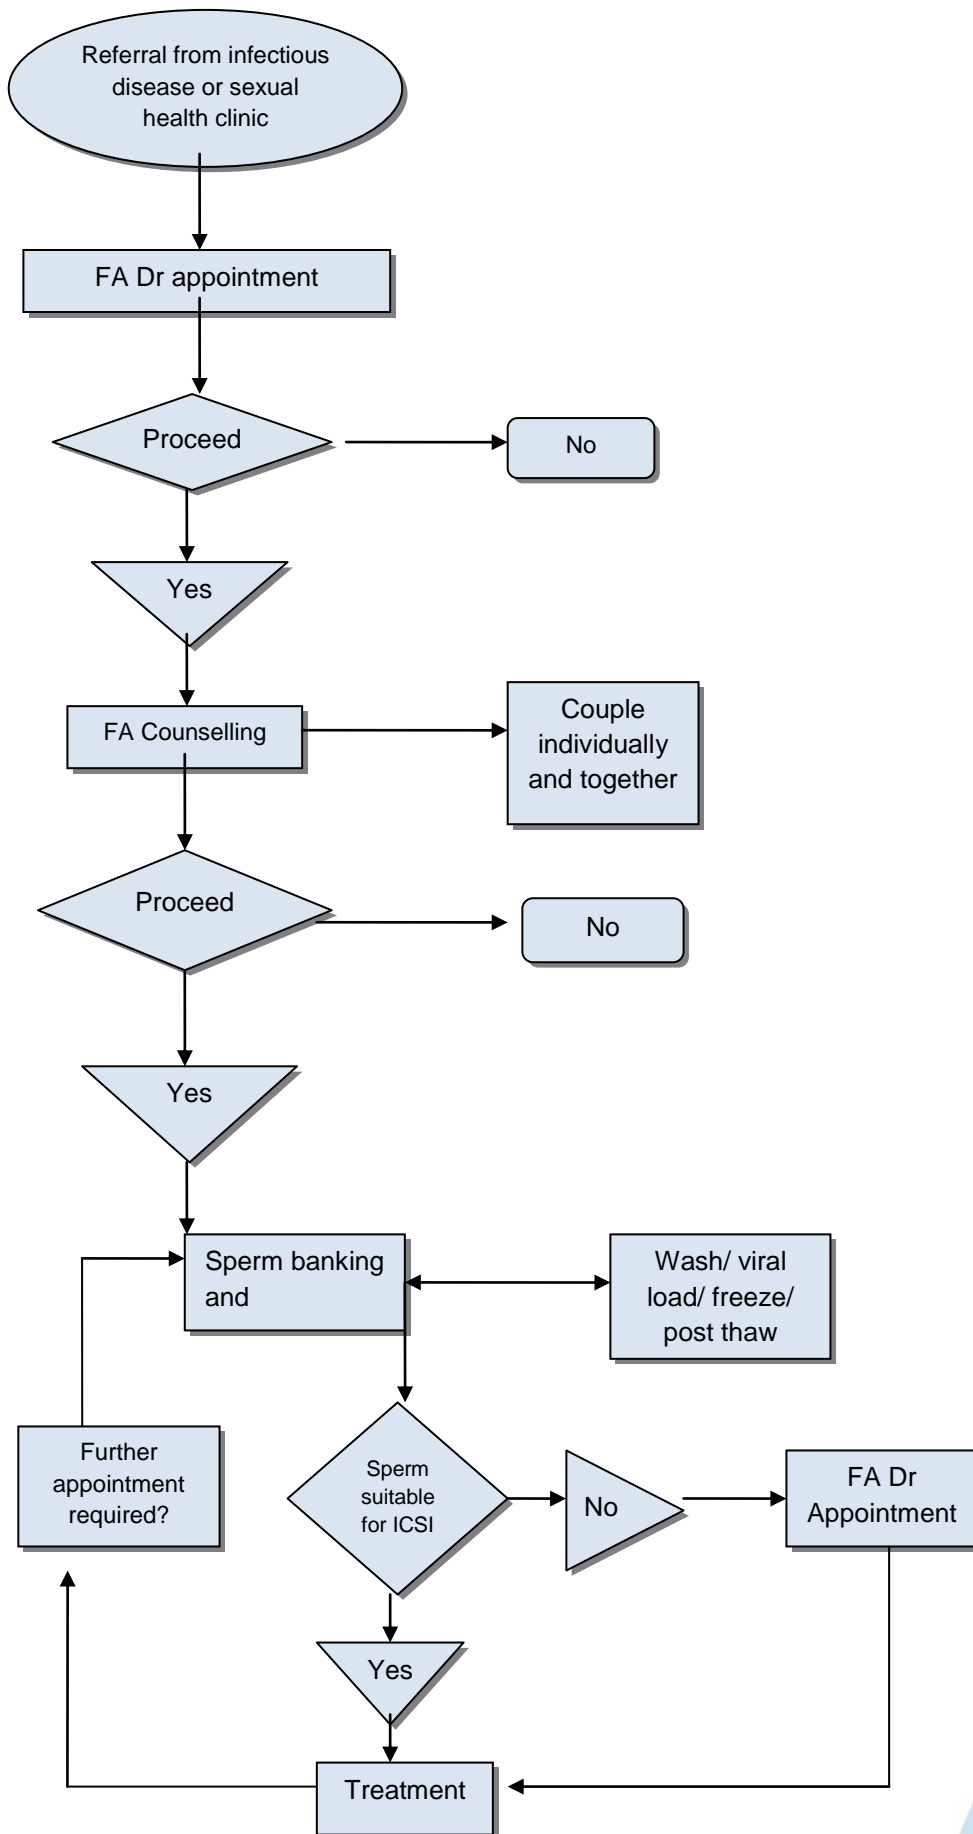 Referral from infectious
disease or sexual
health clinic
FA Dr appointment
Proceed
No
Yes
FA Counselling
Couple
individually
and together
Proceed
No
Yes
Sperm banking
and
Wash/ viral
load/ freeze/
post thaw
Further
appointment
required?
Sperm
suitable
for ICSI
No
FA Dr
Appointment
Yes
Treatment